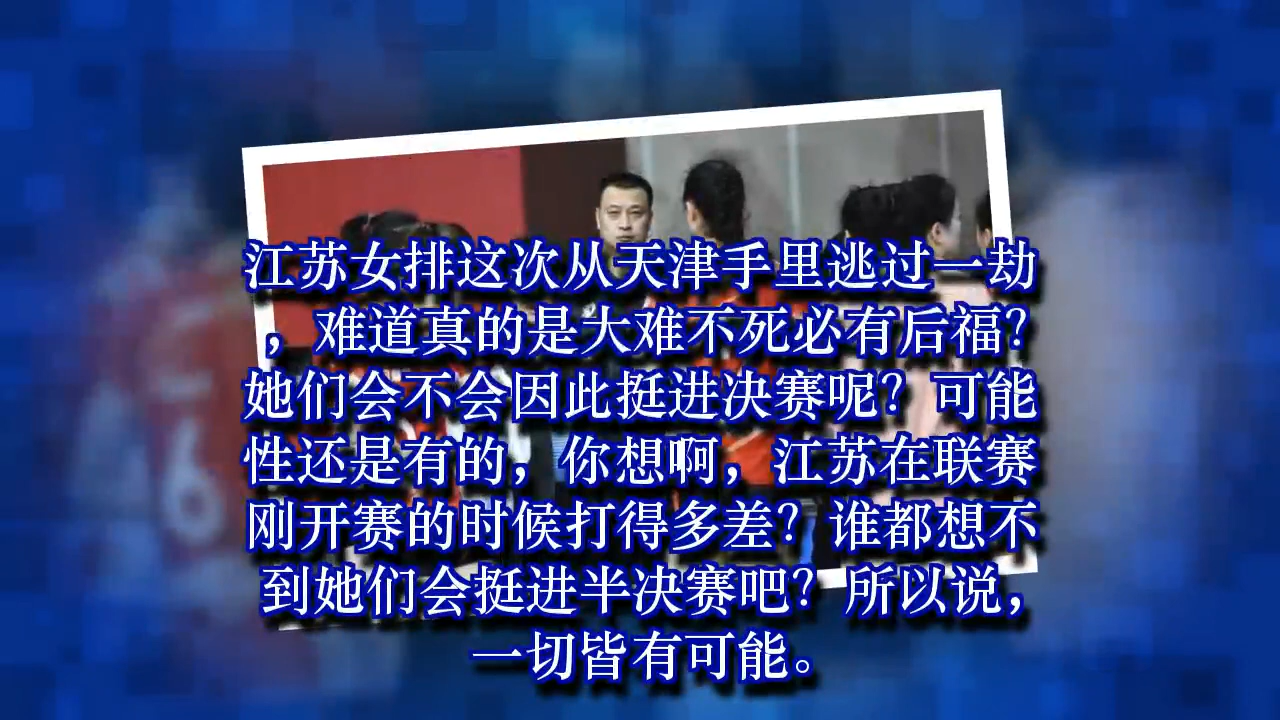 江苏女排这次从天津手里逃过一劫
，难道真的是大难不死必有后福？
她们会不会因此挺进决赛呢？可能
性还是有的，你想啊，江苏在联赛
刚开赛的时候打得多差？谁都想不
到她们会挺进半决赛吧？所以说，
一切皆有可能。
6